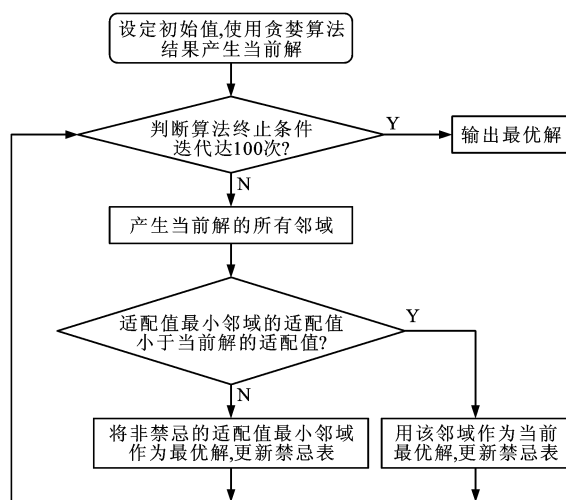 设定初始值,使用贪婪算法
结果产生当前解
判断算法终止条件
迭代达100次?
Y
输出最优解
N
产生当前解的所有邻域
适配值最小邻域的适配值
小于当前解的适配值?
Y
N
将非禁忌的适配值最小邻域
作为最优解,更新禁忌表
用该邻域作为当前
最优解,更新禁忌表